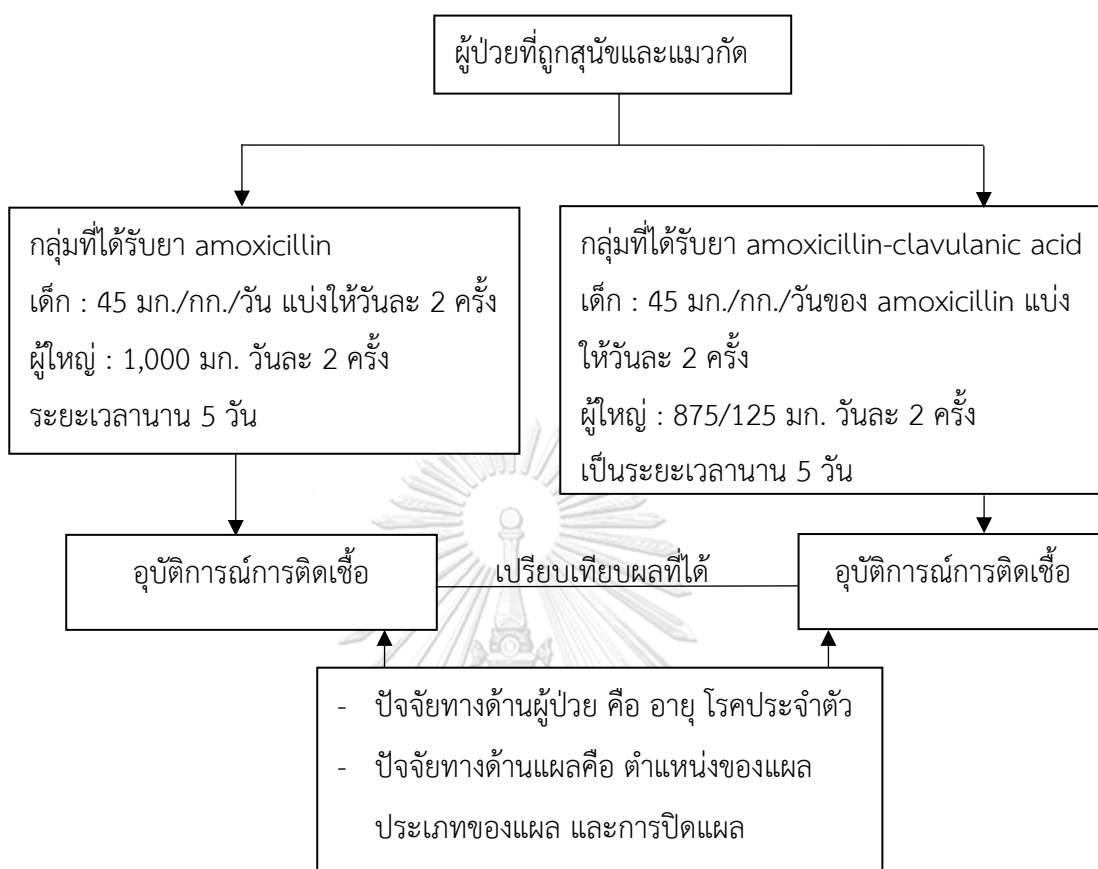 ผู้ป่วยที่ถูกสุนัขและแมวกัด
กลุ่มที่ได้รับยา amoxicillin
เด็ก : 45 มก./กก./วัน แบ่งให้วันละ 2 ครั้ง
ผู้ใหญ่ : 1,000 มก. วันละ 2 ครั้ง
ระยะเวลานาน 5 วัน
กลุ่มที่ได้รับยา amoxicillin-clavulanic acid
เด็ก : 45 มก./กก./วันของ amoxicillin แบ่ง
ให้วันละ 2 ครั้ง
ผู้ใหญ่ : 875/125 มก. วันละ 2 ครั้ง
เป็นระยะเวลานาน 5 วัน
อุบัติการณ์การติดเชื้อ
เปรียบเทียบผลที่ได้
อุบัติการณ์การติดเชื้อ
- ปัจจัยทางด้านผู้ป่วย คือ อายุ โรคประจำตัว
- ปัจจัยทางด้านแผลคือ ตำแหน่งของแผล
ประเภทของแผล และการปิดแผล